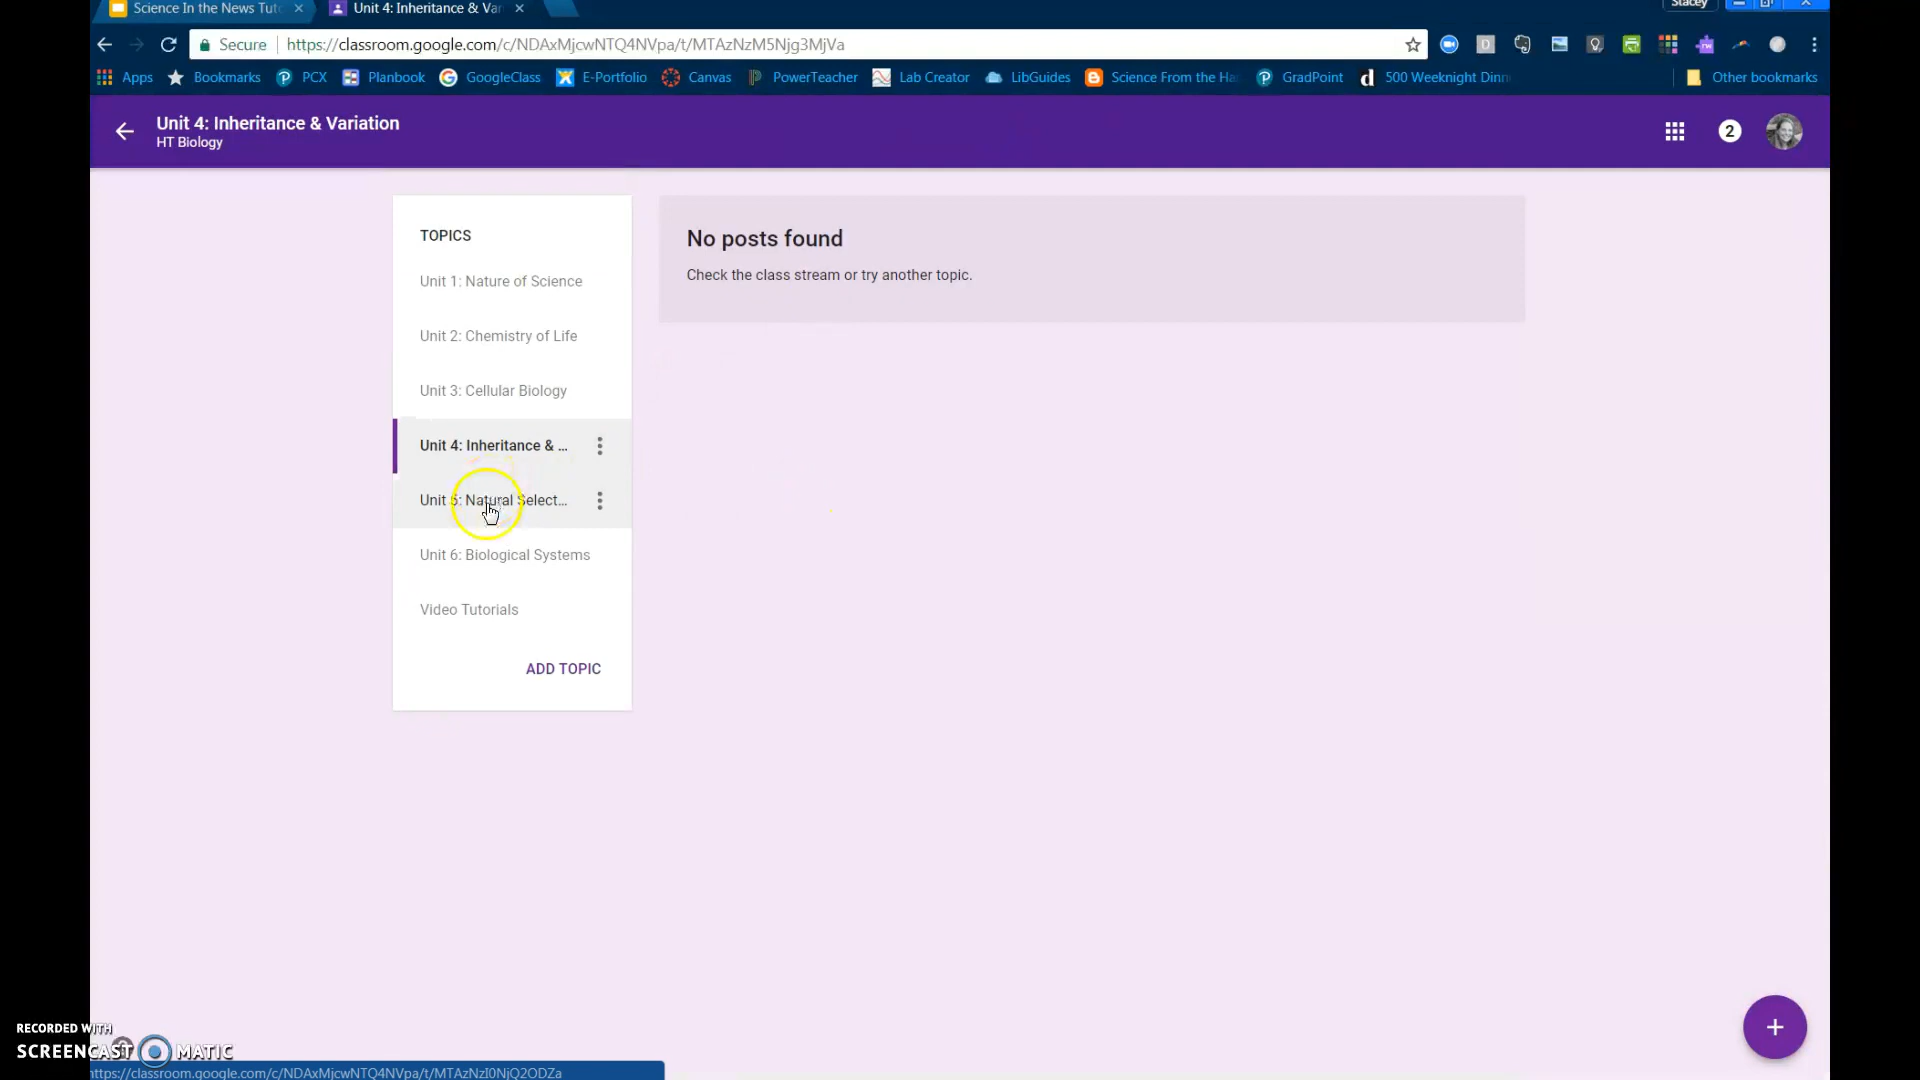 Science In the News Tut
Unit 4: Inheritance & Var
Stacey
Secure
https://classroom.google.com/c/NDAxMjcwNTQ4NVpa/t/MTAzNzM5Njg3MjVa
Apps
Bookmarks
PCX
Planbook
GoogleClass
E-Portfolio
Canvas
PowerTeacher
Lab Creator
LibGuides
Science From the Ha
GradPoint
500 Weeknight Dinn
Other bookmarks
Unit 4: Inheritance & Variation
HT Biology
2
TOPICS
Unit 1: Nature of Science
Unit 2: Chemistry of Life
Unit 3: Cellular Biology
Unit 4: Inheritance & ...
Unit 5: Natural Select...
Unit 6: Biological Systems
Video Tutorials
ADD TOPIC
No posts found
Check the class stream or try another topic.
RECORDED WITH
SCREENCAST MATIC
https://classroom.google.com/c/NDAxMjcwNTQ4NVpa/t/MTAzNzI0NjQ2ODZa